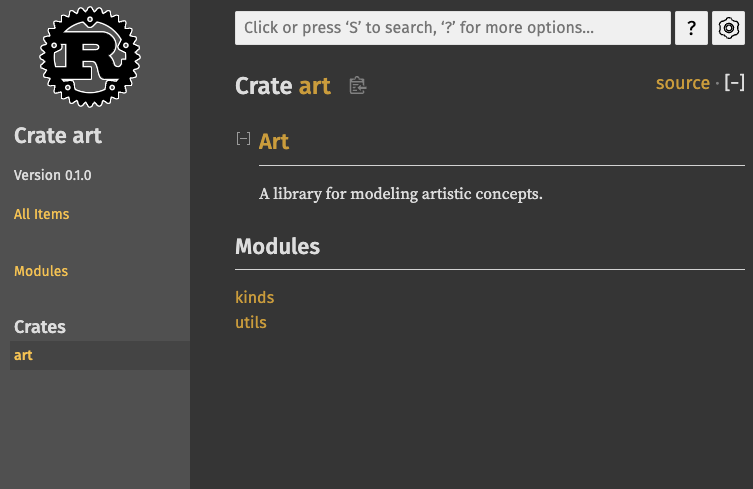 R
Crate art
Version 0.1.0
All Items
Modules
Crates
art
Click or press ‘S’ to search, ‘?’ for more options…
?
Crate art
source · [−]
[−] Art
A library for modeling artistic concepts.
Modules
kinds
utils